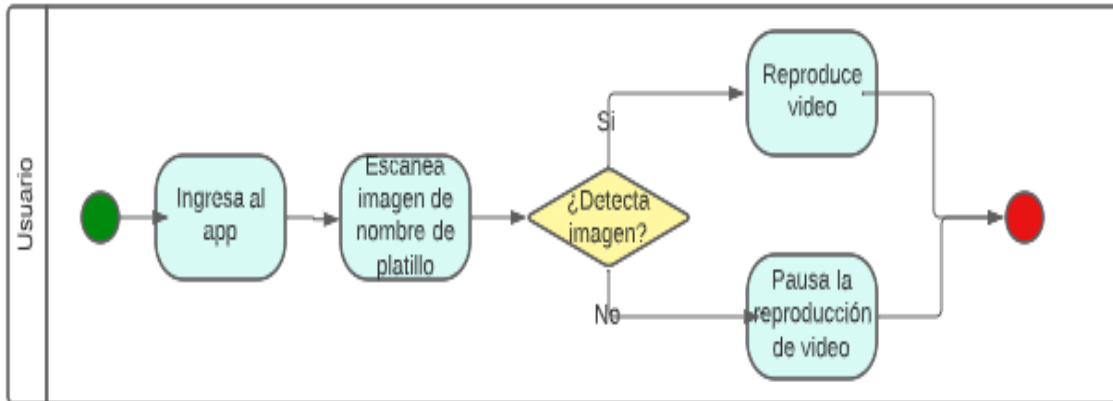 Usuario
Ingresa al
app
Escanea
imagen de
nombre de
platillo
¿Detecta
imagen?
Si
Reproduce
video
No
Pausa la
reproducción
de video